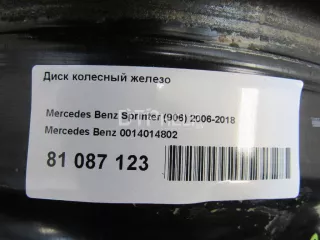 Диск колесный железо
Mercedes Benz Sprinter (906) 2006-2018
Mercedes Benz 0014014802
81 087 123